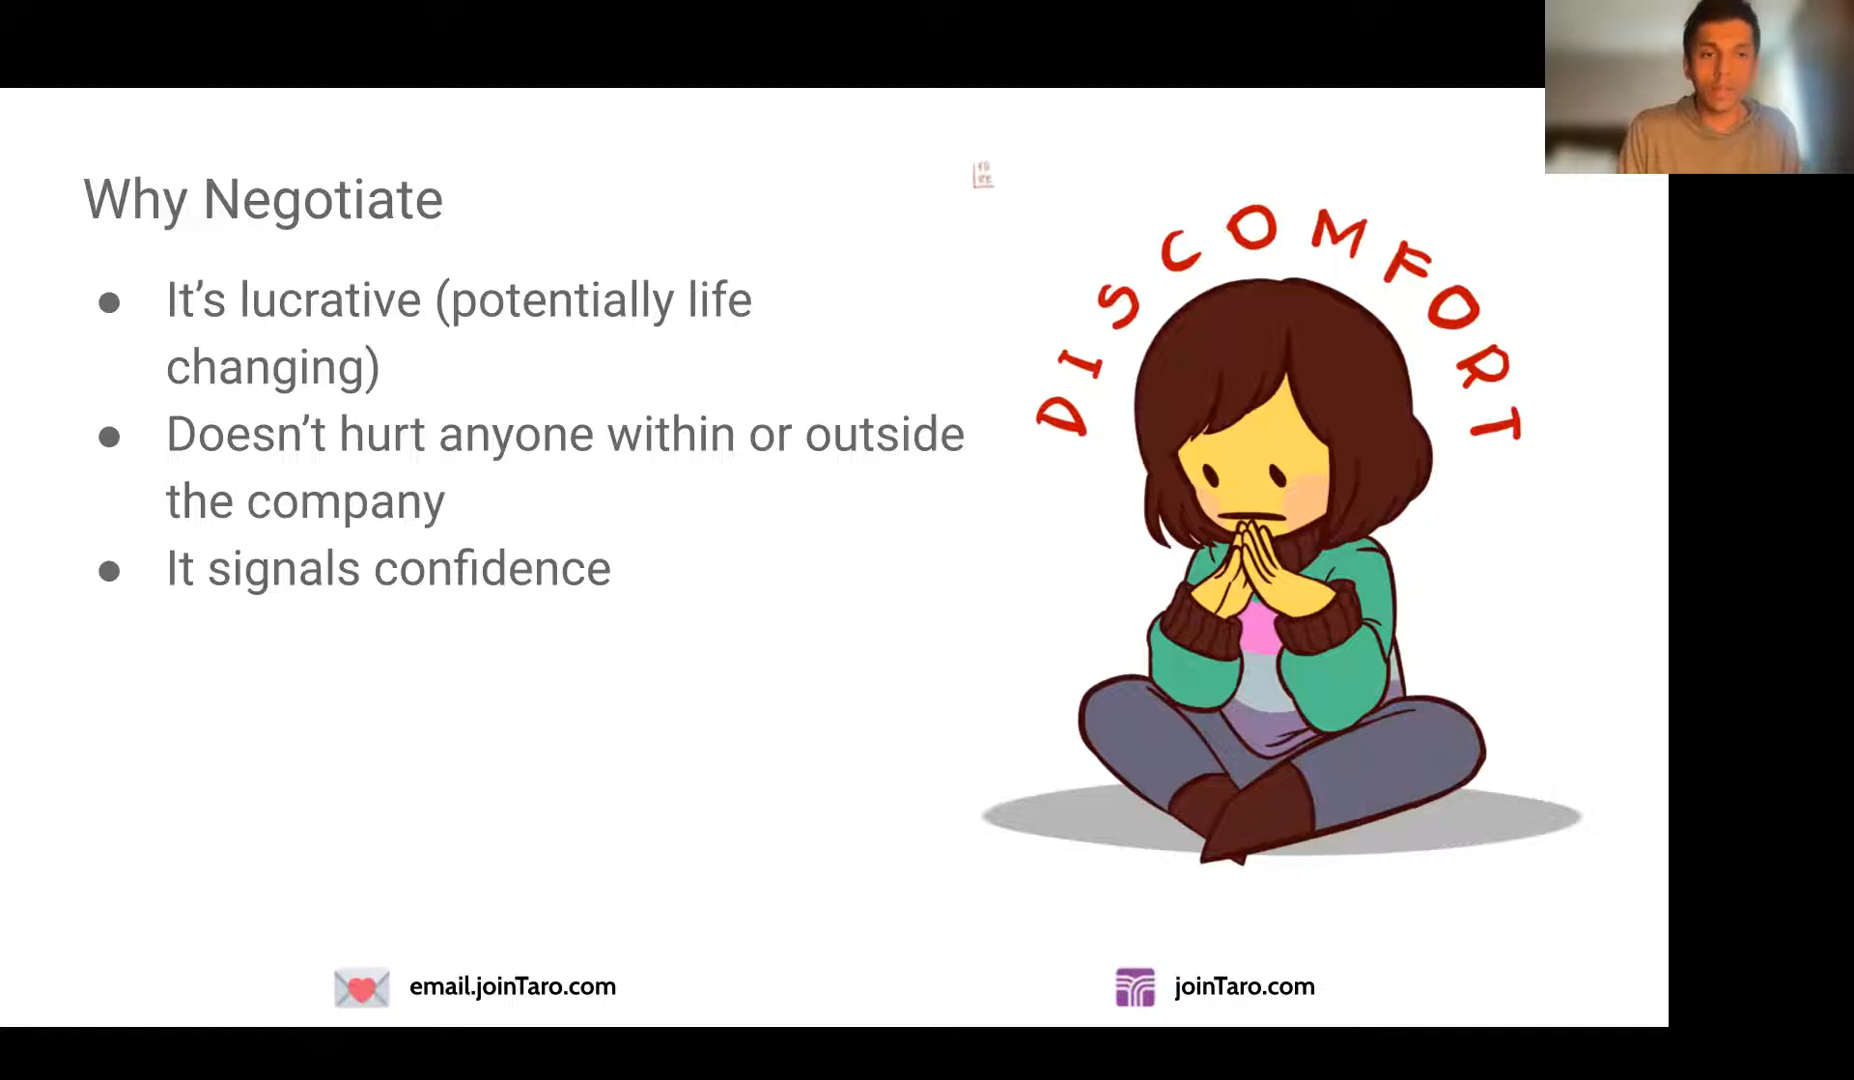 Why Negotiate
● It’s lucrative (potentially life
changing)
● Doesn’t hurt anyone within or outside
the company
● It signals confidence
DISCOMFORT
email.joinTaro.com
joinTaro.com